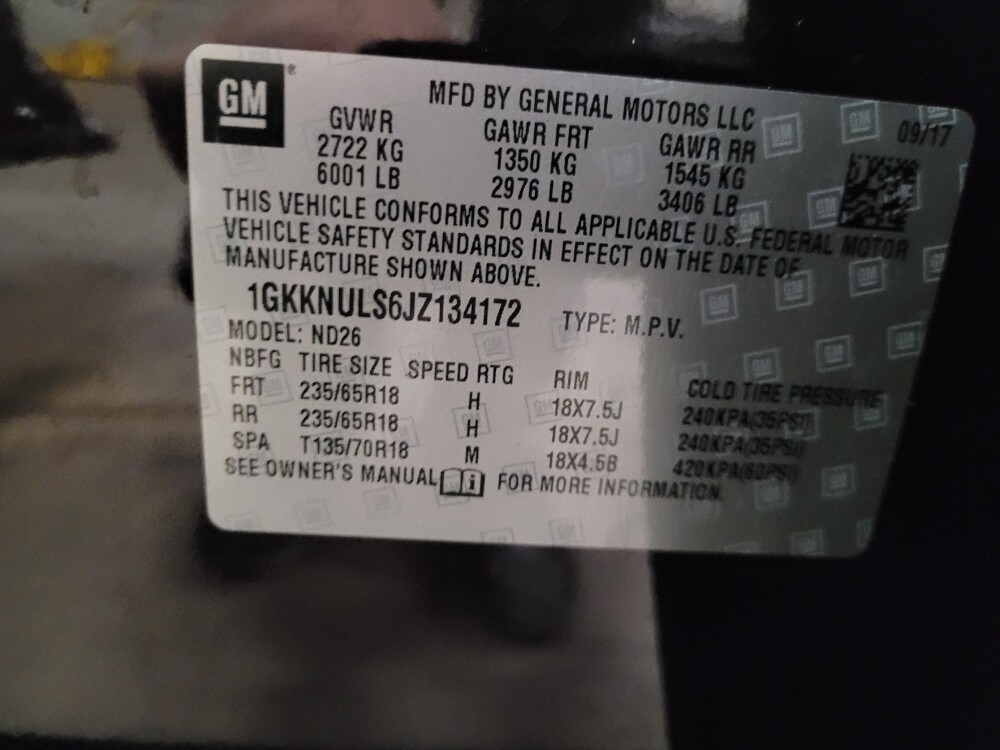 GM
MFD BY GENERAL MOTORS LLC
09/17
GVWR GAWR FRT GAWR RR
2722 KG 1350 KG 1545 KG
6001 LB 2976 LB 3406 LB
THIS VEHICLE CONFORMS TO ALL APPLICABLE U.S. FEDERAL MOTOR
VEHICLE SAFETY STANDARDS IN EFFECT ON THE DATE OF
MANUFACTURE SHOWN ABOVE.
1GKKNULS6JZ134172 TYPE: M.P.V.
MODEL: ND26
NBFG TIRE SIZE SPEED RTG RIM COLD TIRE PRESSURE
FRT 235/65R18 H 18X7.5J 240KPA(35PSI)
RR 235/65R18 H 18X7.5J 240KPA(35PSI)
SPA T135/70R18 M 18X4.5B 420KPA(60PSI)
SEE OWNER'S MANUAL FOR MORE INFORMATION.